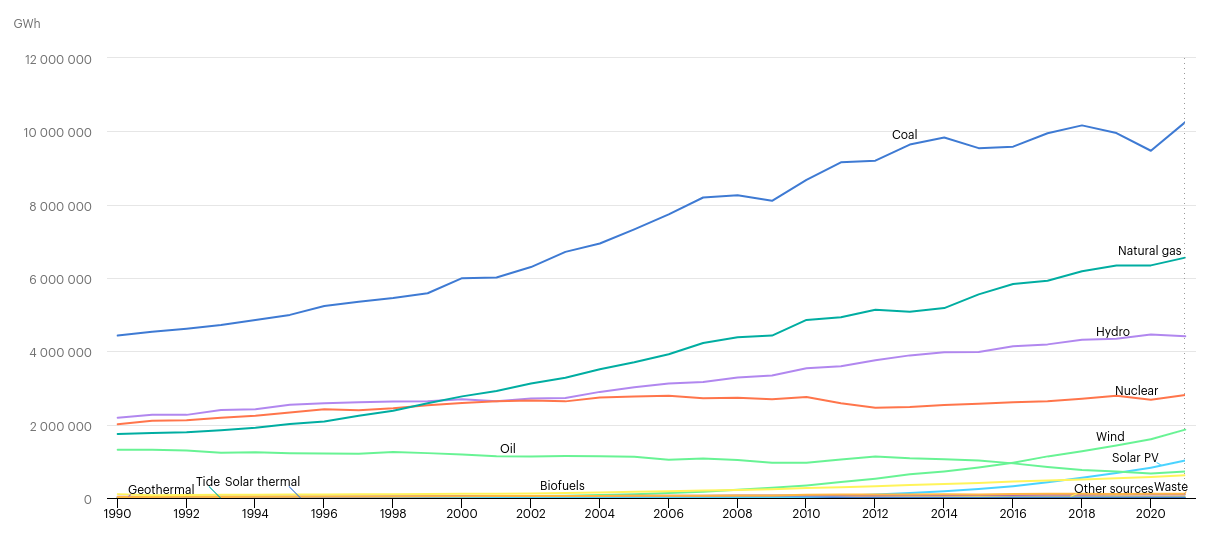 GWh
12 000 000
10 000 000
Coal
8 000 000
Natural gas
6 000 000
Hydro
4 000 000
Nuclear
2 000 000
Wind
Oil
Solar PV
Tide Solar thermal
Biofuels
Geothermal
Other sources Waste
0
1990 1992 1994 1996 1998 2000 2002 2004 2006 2008 2010 2012 2014 2016 2018 2020